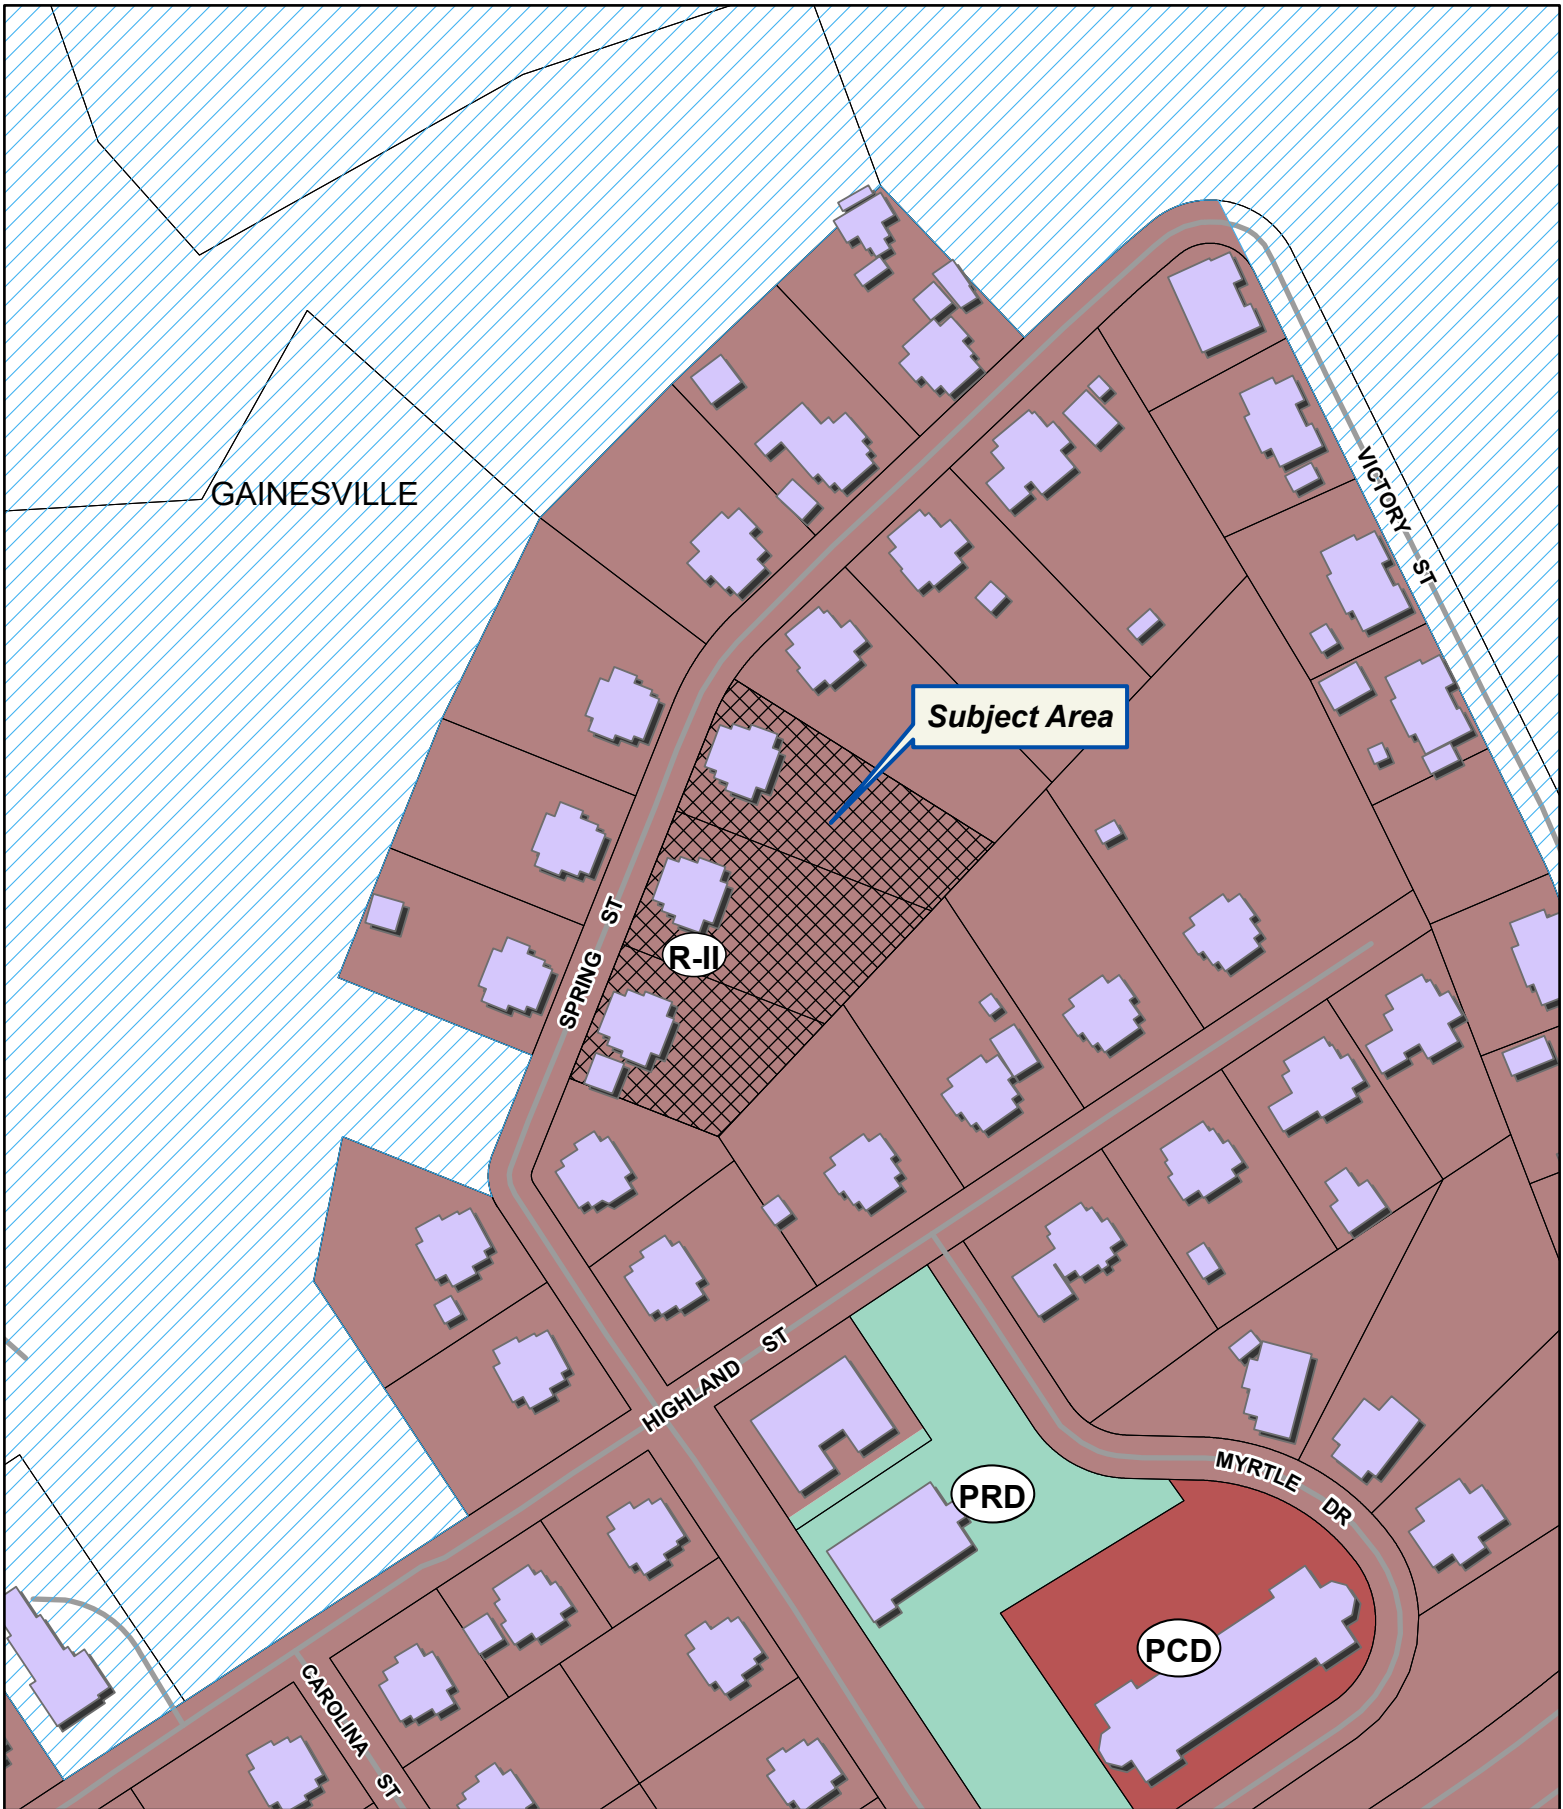 GAINESVILLE
VICTORY ST
Subject Area
SPRING ST
R-II
HIGHLAND ST
MYRTLE DR
PRD
PCD
CAROLINA ST